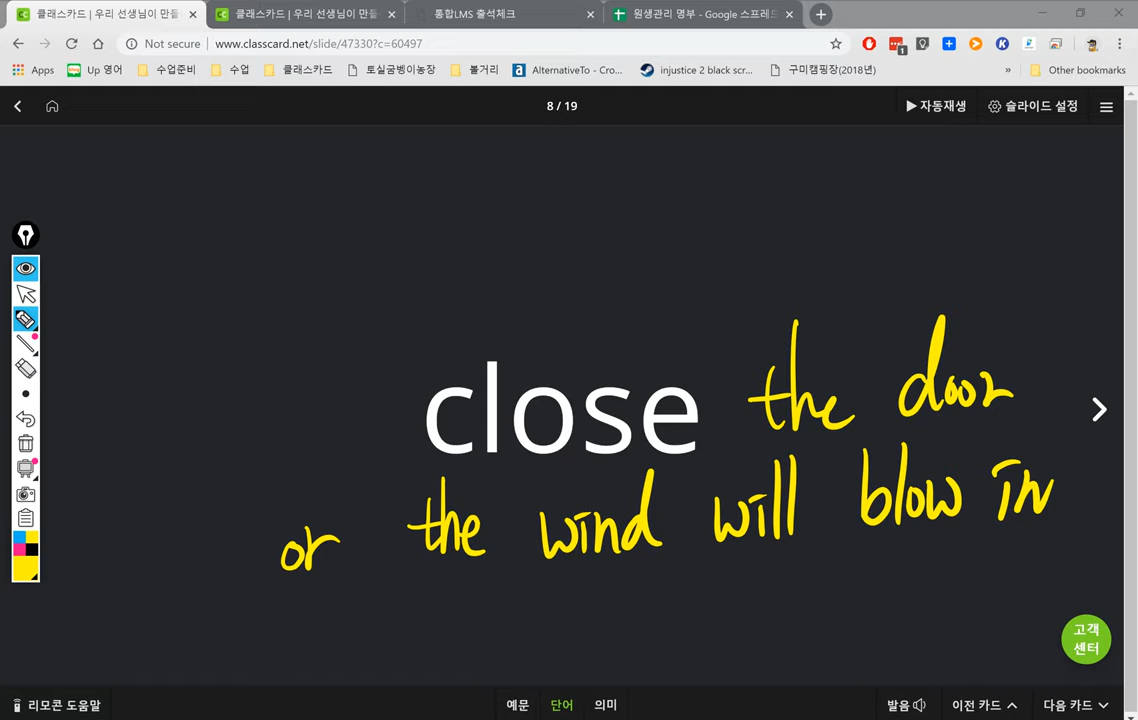 클래스카드 | 우리 선생님이 만들
클래스카드 | 우리 선생님이 만들
통합LMS 출석체크
원생관리 명부 - Google 스프레드
Not secure www.classcard.net/slide/47330?c=60497
1
Apps Up 영어 수업준비 수업 클래스카드 토실굼벵이농장 볼거리 AlternativeTo - Cro... injustice 2 black scr... 구미캠핑장(2018년) » Other bookmarks
8 / 19 자동재생 슬라이드 설정
close the door
or the wind will blow in
고객
센터
리모콘 도움말 예문 단어 의미 발음 이전 카드 다음 카드